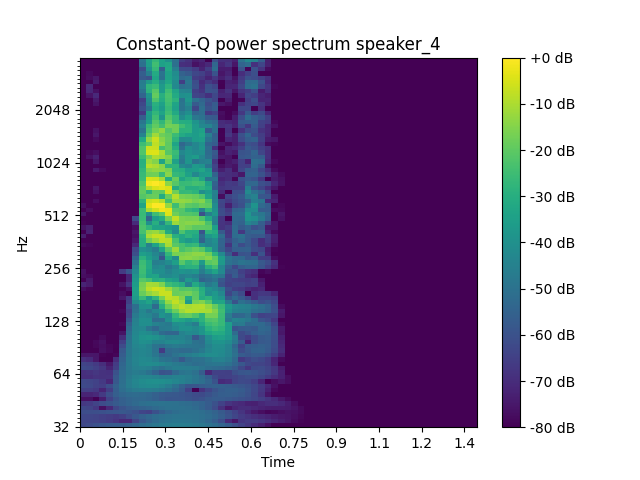 Constant-Q power spectrum speaker_4
Hz
2048
1024
512
256
128
64
32
0 0.15 0.3 0.45 0.6 0.75 0.9 1.1 1.2 1.4
Time
+0 dB
-10 dB
-20 dB
-30 dB
-40 dB
-50 dB
-60 dB
-70 dB
-80 dB